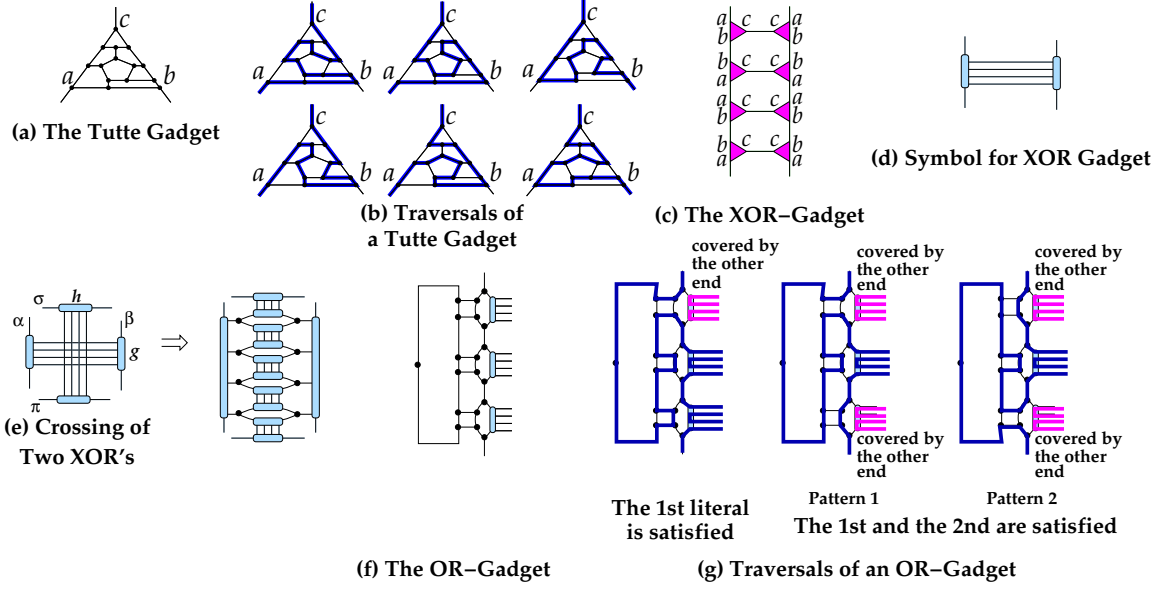 c
a
b
(a) The Tutte Gadget
c
a
b
c
a
b
c
a
b
c
a
b
c
a
b
c
a
b
(b) Traversals of
a Tutte Gadget
a c c a
b b
b c c b
a a
a c c a
b b
b c c b
a a
(c) The XOR–Gadget
(d) Symbol for XOR Gadget
σ h
α β
g
π
(e) Crossing of
Two XOR's
(f) The OR–Gadget
covered by
the other
end
The 1st literal
is satisfied
covered by
the other
end
covered by
the other
end
Pattern 1
covered by
the other
end
covered by
the other
end
Pattern 2
The 1st and the 2nd are satisfied
(g) Traversals of an OR–Gadget